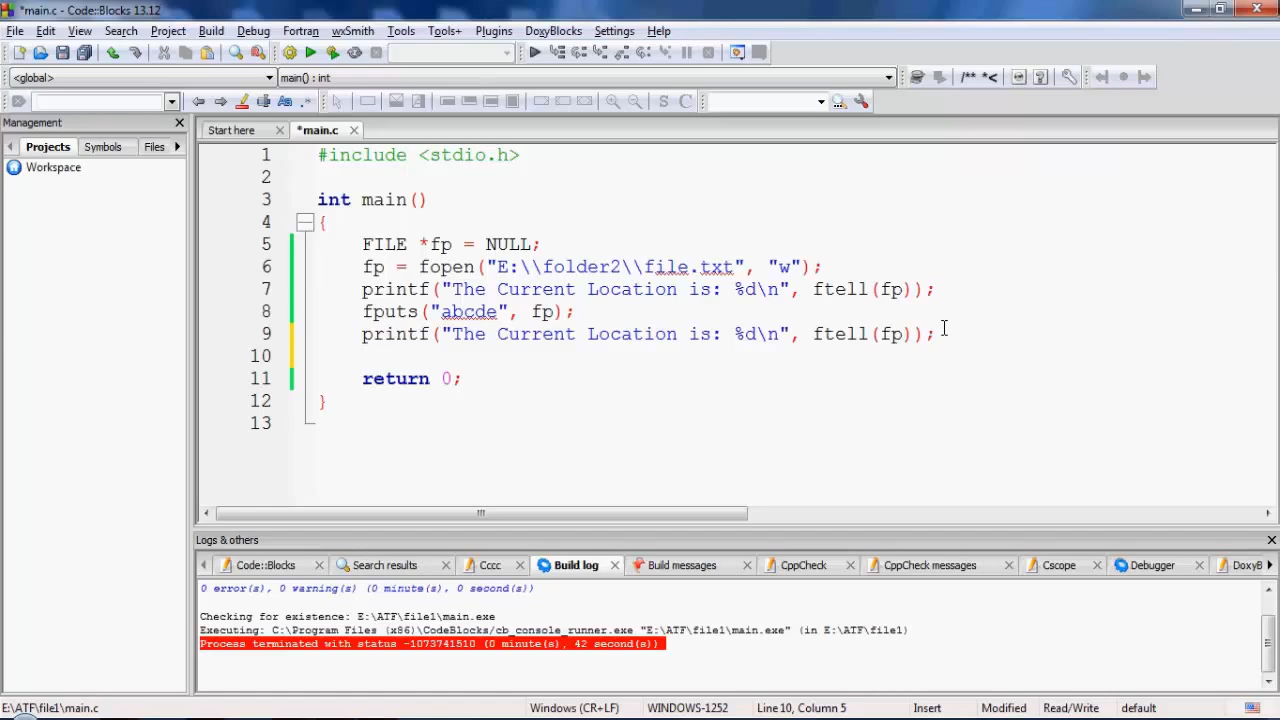 *main.c - Code::Blocks 13.12
File Edit View Search Project Build Debug Fortran wxSmith Tools Tools+ Plugins DoxyBlocks Settings Help
<global> main() : int /** *<
Aa .* S C
Management
Projects Symbols Files
Workspace
Start here *main.c
1 #include <stdio.h>
2
3 int main()
4 {
5 FILE *fp = NULL;
6 fp = fopen("E:\\folder2\\file.txt", "w");
7 printf("The Current Location is: %d\n", ftell(fp));
8 fputs("abcde", fp);
9 printf("The Current Location is: %d\n", ftell(fp));
10
11 return 0;
12 }
13
Logs & others
Code::Blocks Search results Cccc Build log Build messages CppCheck CppCheck messages Cscope Debugger DoxyB
0 error(s), 0 warning(s) (0 minute(s), 0 second(s))
Checking for existence: E:\ATF\file1\main.exe
Executing: C:\Program Files (x86)\CodeBlocks/cb_console_runner.exe "E:\ATF\file1\main.exe" (in E:\ATF\file1)
Process terminated with status -1073741510 (0 minute(s), 42 second(s))
E:\ATF\file1\main.c Windows (CR+LF) WINDOWS-1252 Line 10, Column 5 Insert Modified Read/Write default